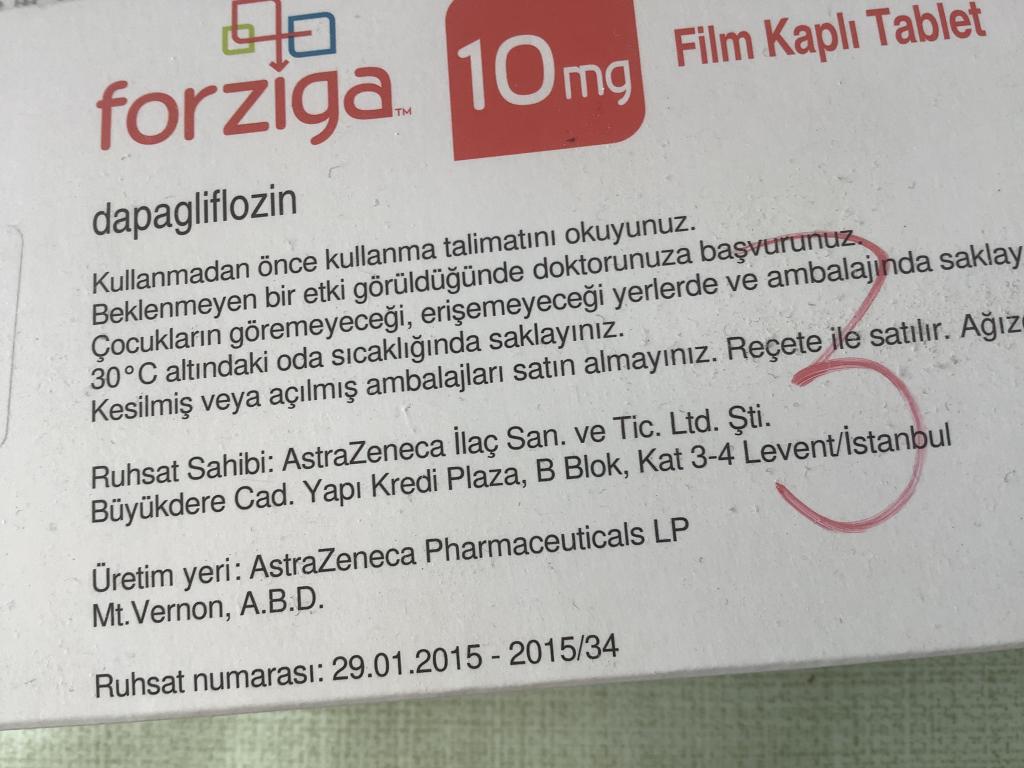 forziga™
10mg
Film Kaplı Tablet
dapagliflozin
Kullanmadan önce kullanma talimatını okuyunuz.
Beklenmeyen bir etki görüldüğünde doktorunuza başvurunuz.
Çocukların göremeyeceği, erişemeyeceği yerlerde ve ambalajında saklay
30°C altındaki oda sıcaklığında saklayınız.
Kesilmiş veya açılmış ambalajları satın almayınız. Reçete ile satılır. Ağız
3
Ruhsat Sahibi: AstraZeneca İlaç San. ve Tic. Ltd. Şti.
Büyükdere Cad. Yapı Kredi Plaza, B Blok, Kat 3-4 Levent/İstanbul
Üretim yeri: AstraZeneca Pharmaceuticals LP
Mt.Vernon, A.B.D.
Ruhsat numarası: 29.01.2015 - 2015/34